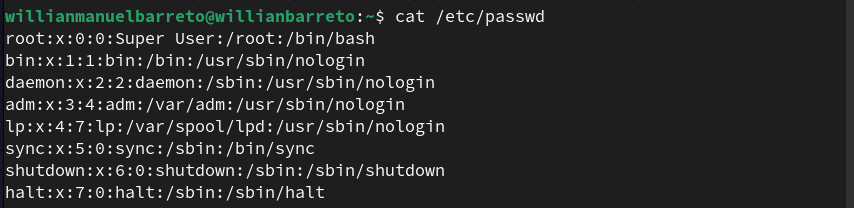 willianmanuelbarreto@willianbarreto:~$ cat /etc/passwd
root:x:0:0:Super User:/root:/bin/bash
bin:x:1:1:bin:/bin:/usr/sbin/nologin
daemon:x:2:2:daemon:/sbin:/usr/sbin/nologin
adm:x:3:4:adm:/var/adm:/usr/sbin/nologin
lp:x:4:7:lp:/var/spool/lpd:/usr/sbin/nologin
sync:x:5:0:sync:/sbin:/bin/sync
shutdown:x:6:0:shutdown:/sbin:/sbin/shutdown
halt:x:7:0:halt:/sbin:/sbin/halt